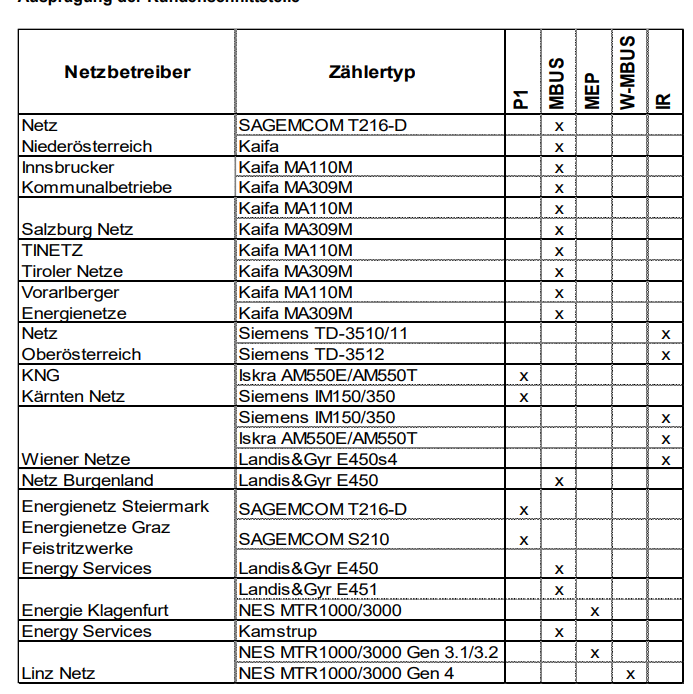 Netzbetreiber Zählertyp P1 MBUS MEP W-MBUS IR
Netz SAGEMCOM T216-D x
Niederösterreich Kaifa x
Innsbrucker Kaifa MA110M x
Kommunalbetriebe Kaifa MA309M x
Kaifa MA110M x
Salzburg Netz Kaifa MA309M x
TINETZ Kaifa MA110M x
Tiroler Netze Kaifa MA309M x
Vorarlberger Kaifa MA110M x
Energienetze Kaifa MA309M x
Netz Siemens TD-3510/11 x
Oberösterreich Siemens TD-3512 x
KNG Iskra AM550E/AM550T x
Kärnten Netz Siemens IM150/350 x
Siemens IM150/350 x
Iskra AM550E/AM550T x
Wiener Netze Landis&Gyr E450s4 x
Netz Burgenland Landis&Gyr E450 x
Energienetz Steiermark SAGEMCOM T216-D x
Energienetze Graz
Feistritzwerke SAGEMCOM S210 x
Energy Services Landis&Gyr E450 x
Landis&Gyr E451 x
Energie Klagenfurt NES MTR1000/3000 x
Energy Services Kamstrup x
NES MTR1000/3000 Gen 3.1/3.2 x
Linz Netz NES MTR1000/3000 Gen 4 x